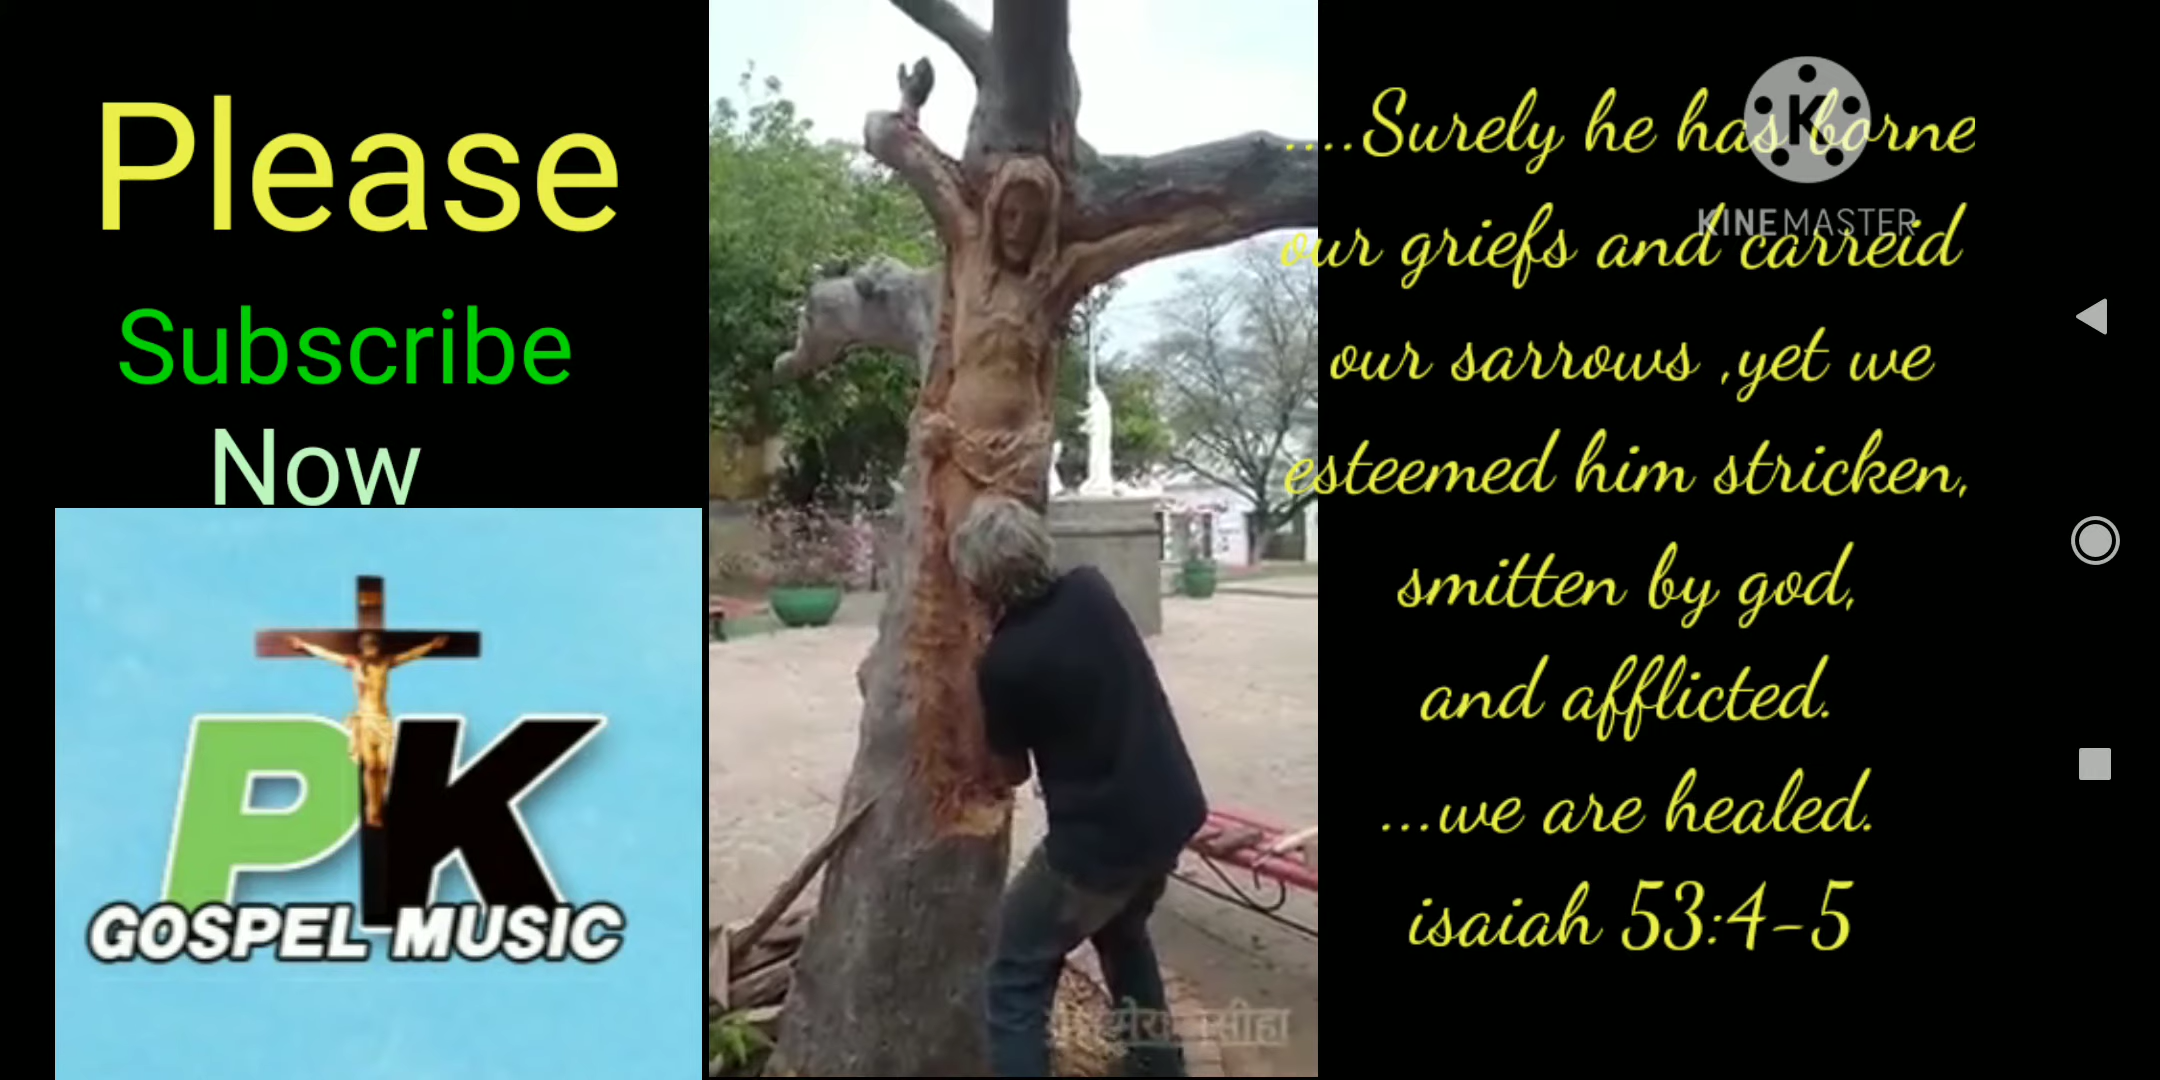 Please
Subscribe
Now
PK
GOSPEL MUSIC
....Surely he has borne
our griefs and carreid
our sarrows ,yet we
esteemed him stricken,
smitten by god,
and afflicted.
...we are healed.
isaiah 53:4-5
K
KINEMASTER